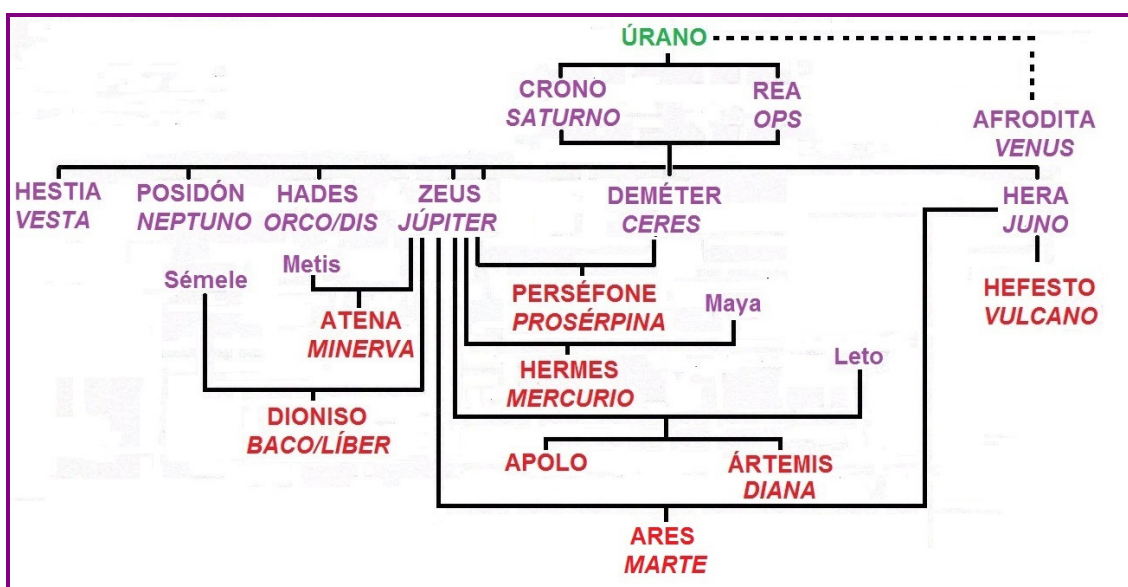 ÚRANO
CRONO
SATURNO
REA
OPS
AFRODITA
VENUS
HESTIA
VESTA
POSIDÓN
NEPTUNO
HADES
ORCO/DIS
ZEUS
JÚPITER
DEMÉTER
CERES
HERA
JUNO
Sémele
Metis
ATENA
MINERVA
PERSÉFONE
PROSÉRPINA
Maya
HEFESTO
VULCANO
HERMES
MERCURIO
Leto
DIONISO
BACO/LÍBER
APOLO
ÁRTEMIS
DIANA
ARES
MARTE